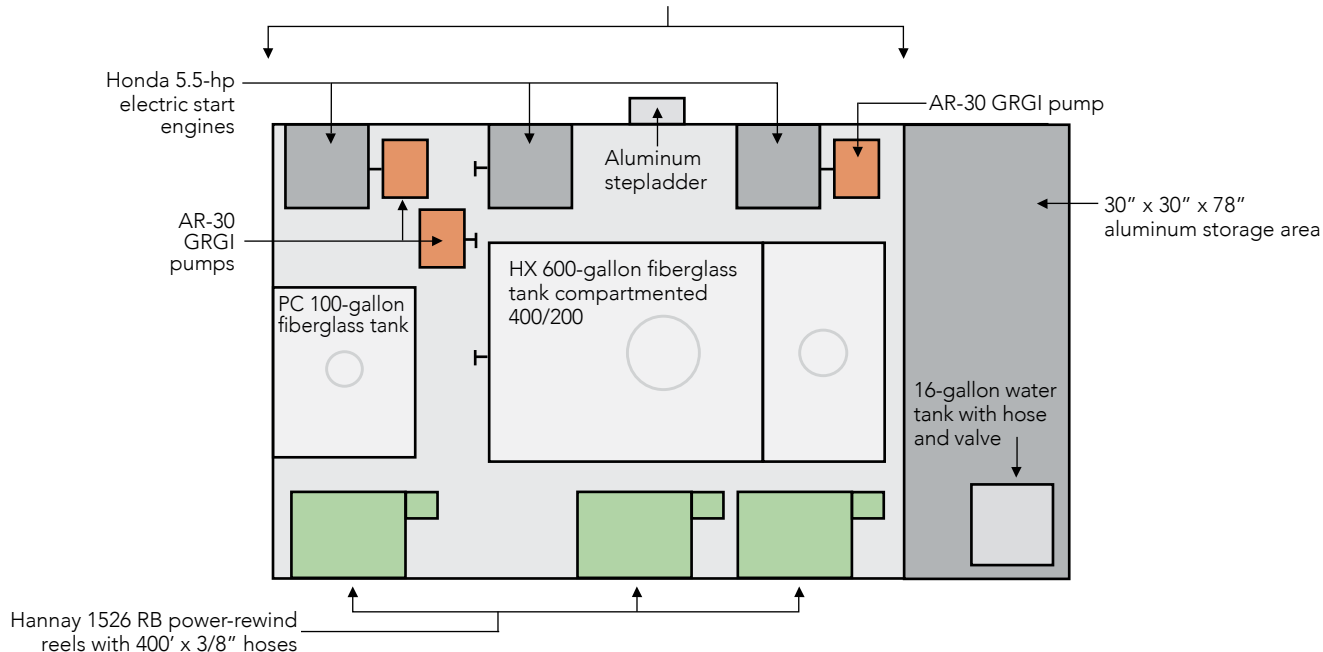 Honda 5.5-hp
electric start
engines
AR-30 GRGI pump
Aluminum
stepladder
30” x 30” x 78”
aluminum storage area
AR-30
GRGI
pumps
HX 600-gallon fiberglass
tank compartmented
400/200
PC 100-gallon
fiberglass tank
16-gallon water
tank with hose
and valve
Hannay 1526 RB power-rewind
reels with 400’ x 3/8” hoses